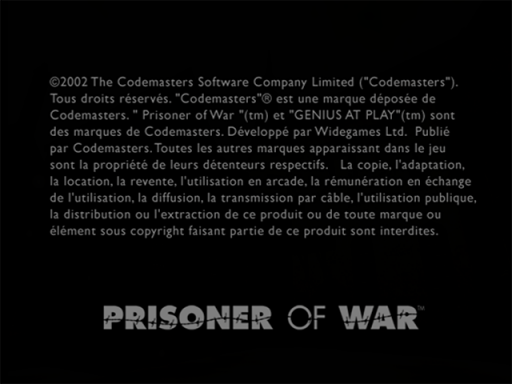 ©2002 The Codemasters Software Company Limited ("Codemasters").
Tous droits réservés. "Codemasters"® est une marque déposée de
Codemasters. " Prisoner of War "(tm) et "GENIUS AT PLAY"(tm) sont
des marques de Codemasters. Développé par Widegames Ltd.  Publié
par Codemasters. Toutes les autres marques apparaissant dans le jeu
sont la propriété de leurs détenteurs respectifs.   La copie, l'adaptation,
la location, la revente, l'utilisation en arcade, la rémunération en échange
de l'utilisation, la diffusion, la transmission par câble, l'utilisation publique,
la distribution ou l'extraction de ce produit ou de toute marque ou
élément sous copyright faisant partie de ce produit sont interdites.
PRISONER OF WAR™